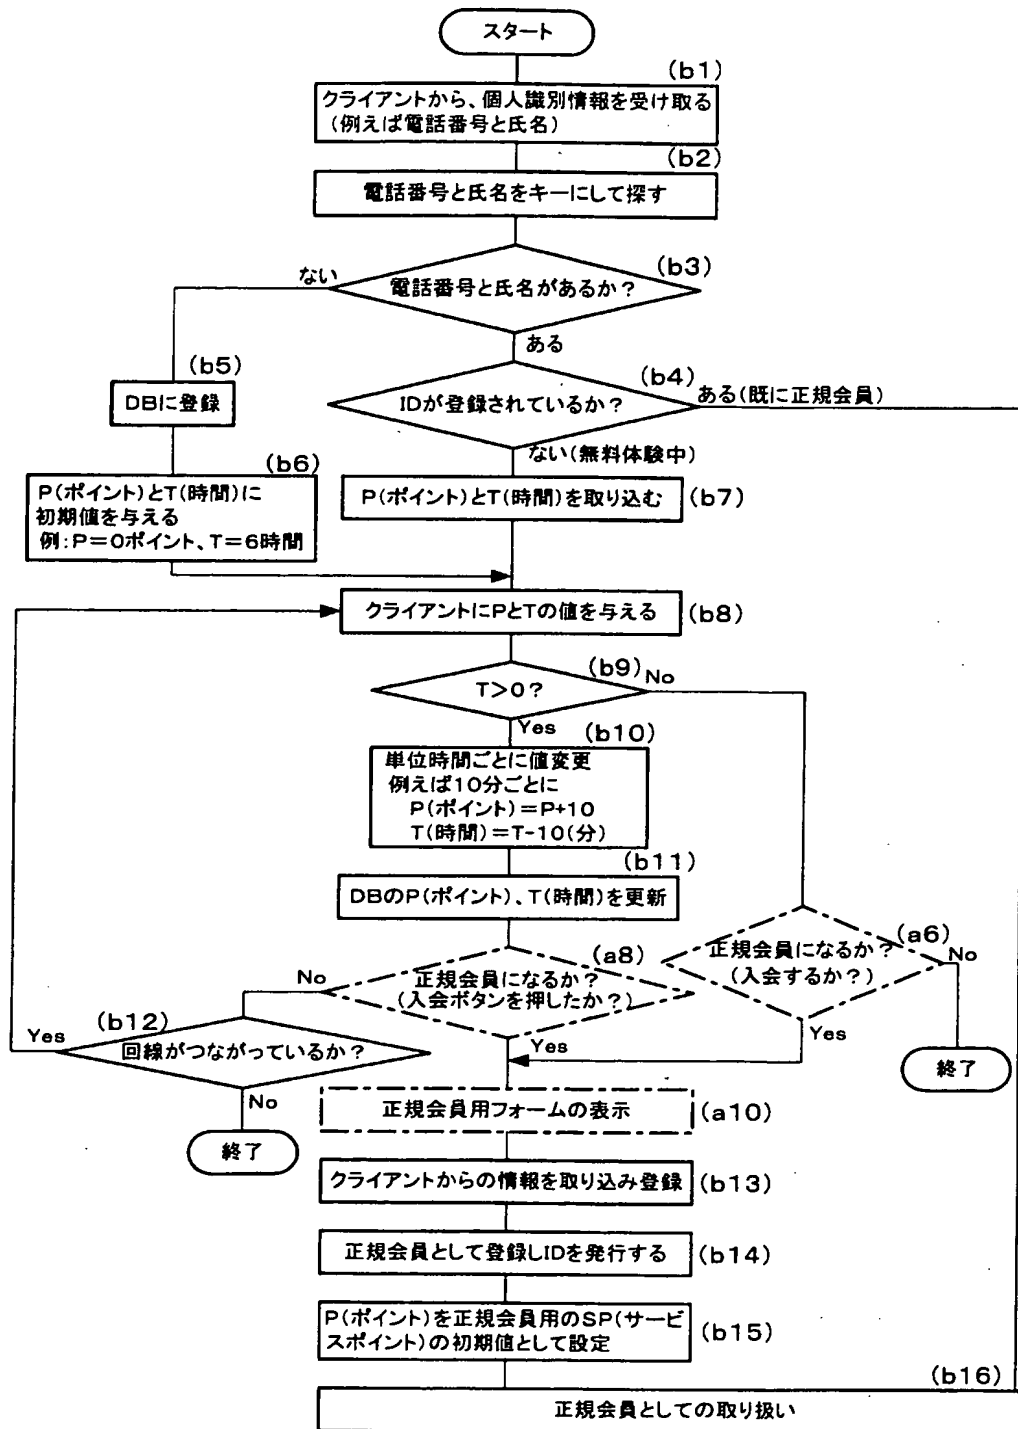 スタート
(b1)
クライアントから、個人識別情報を受け取る
(例えば電話番号と氏名)
(b2)
電話番号と氏名をキーにして探す
(b3)
ない
電話番号と氏名があるか?
ある
(b5)
(b4)
DBに登録
IDが登録されているか?
ある(既に正規会員)
ない(無料体験中)
(b6)
P(ポイント)とT(時間)に
初期値を与える
例:P=0ポイント、T=6時間
P(ポイント)とT(時間)を取り込む
(b7)
クライアントにPとTの値を与える
(b8)
(b9)
No
T>0?
Yes
(b10)
単位時間ごとに値変更
例えば10分ごとに
P(ポイント)=P+10
T(時間)=T-10(分)
(b11)
DBのP(ポイント)、T(時間)を更新
(a8)
正規会員になるか?
(入会ボタンを押したか?)
No
Yes
(a6)
正規会員になるか?
(入会するか?)
No
Yes
終了
(b12)
Yes
回線がつながっているか?
No
終了
正規会員用フォームの表示
(a10)
クライアントからの情報を取り込み登録
(b13)
正規会員として登録しIDを発行する
(b14)
P(ポイント)を正規会員用のSP(サービ
スポイント)の初期値として設定
(b15)
(b16)
正規会員としての取り扱い